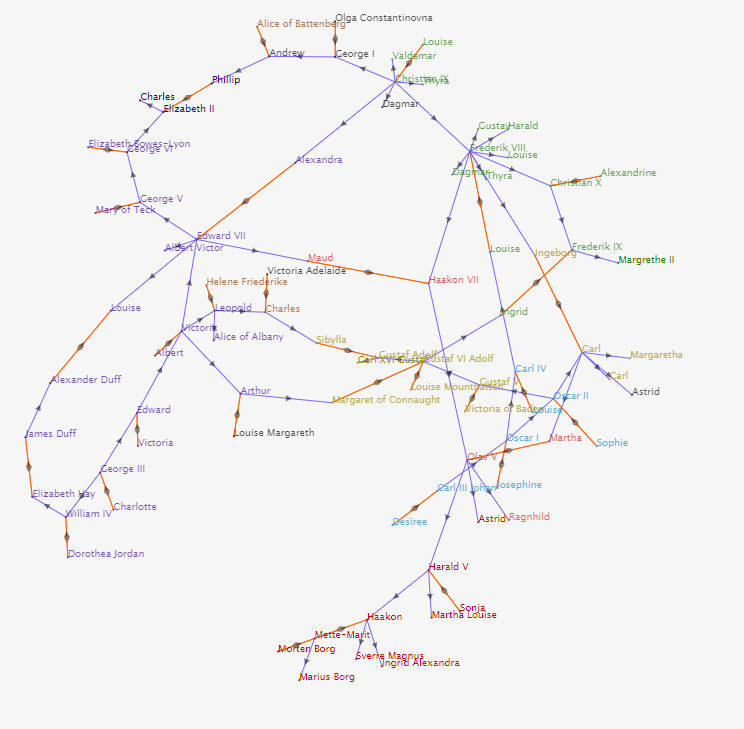 Olga Constantinovna
Alice of Battenberg
Louise
Andrew
George I
Valdemar
Christian IX
Thyra
Phillip
Charles
Dagmar
Elizabeth II
Gustav
Harald
Elizabeth Bowes-Lyon
George VI
Frederik VIII
Louise
Alexandra
Dagmar
Thyra
Alexandrine
Christian X
George V
Mary of Teck
Edward VII
Albert Victor
Louise
Ingeborg
Frederik IX
Maud
Margrethe II
Victoria Adelaide
Helene Friederike
Haakon VII
Louise
Leopold
Charles
Ingrid
Victoria
Alice of Albany
Sibylla
Albert
Gustaf Adolf
Carl XVI Gustaf
Gustaf VI Adolf
Carl
Margaretha
Carl IV
Alexander Duff
Carl
Louise Mountbatten
Gustaf V
Arthur
Astrid
Margaret of Connaught
Oscar II
Edward
Victoria of Baden
Louise
James Duff
Louise Margareth
Victoria
Oscar I
Martha
Sophie
Olav V
George III
Elizabeth Hay
Carl III Johan
Josephine
Charlotte
William IV
Desiree
Astrid
Ragnhild
Dorothea Jordan
Harald V
Sonja
Haakon
Martha Louise
Mette-Marit
Morten Borg
Sverre Magnus
Ingrid Alexandra
Marius Borg